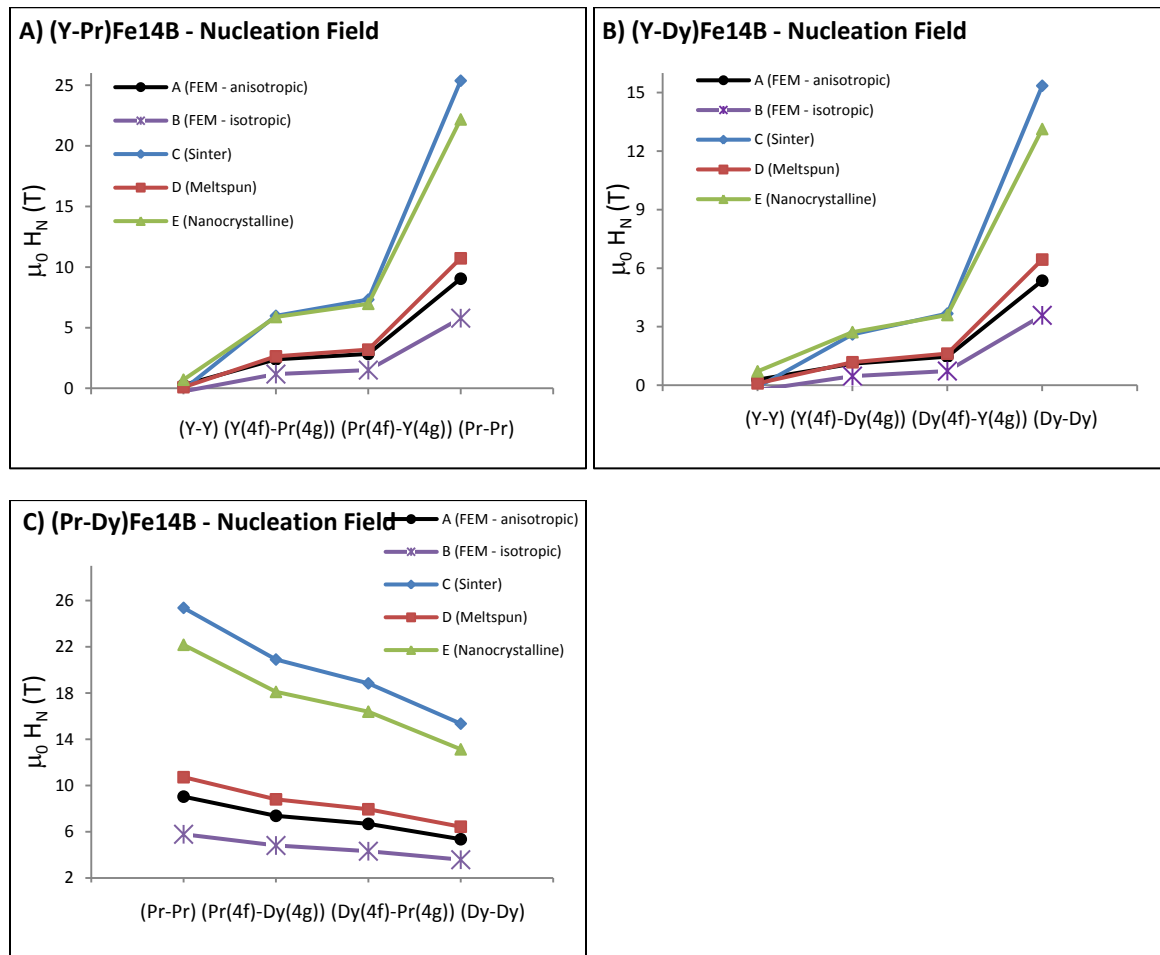 A) (Y-Pr)Fe14B - Nucleation Field
25
20
15
10
5
0
μ₀ H_N (T)
A (FEM - anisotropic)
B (FEM - isotropic)
C (Sinter)
D (Meltspun)
E (Nanocrystalline)
(Y-Y) (Y(4f)-Pr(4g)) (Pr(4f)-Y(4g)) (Pr-Pr)
B) (Y-Dy)Fe14B - Nucleation Field
15
12
9
6
3
0
μ₀ H_N (T)
A (FEM - anisotropic)
B (FEM - isotropic)
C (Sinter)
D (Meltspun)
E (Nanocrystalline)
(Y-Y) (Y(4f)-Dy(4g)) (Dy(4f)-Y(4g)) (Dy-Dy)
C) (Pr-Dy)Fe14B - Nucleation Field
A (FEM - anisotropic)
B (FEM - isotropic)
C (Sinter)
D (Meltspun)
E (Nanocrystalline)
26
22
18
14
10
6
2
μ₀ H_N (T)
(Pr-Pr) (Pr(4f)-Dy(4g)) (Dy(4f)-Pr(4g)) (Dy-Dy)